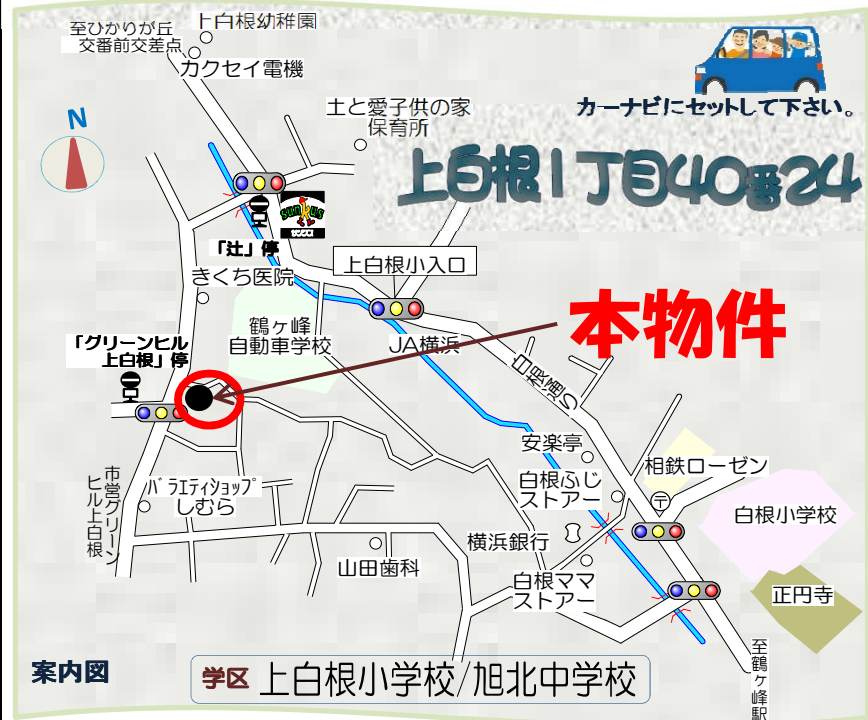 至ひかりが丘
交番前交差点
上白根幼稚園
カクセイ電機
土と愛子供の家
保育所
カーナビにセットして下さい。
上白根1丁目40番24
N
sunkus
サンクス
「辻」停
きくち医院
上白根小入口
本物件
鶴ヶ峰
自動車学校
JA横浜
「グリーンヒル
上白根」停
白根通り
安楽亭
相鉄ローゼン
白根ふじ
ストアー
〒
白根小学校
市営グリーン
ヒル上白根
バラエティショップ
しむら
横浜銀行
山田歯科
白根ママ
ストアー
正円寺
至鶴ヶ峰駅
案内図
学区 上白根小学校/旭北中学校